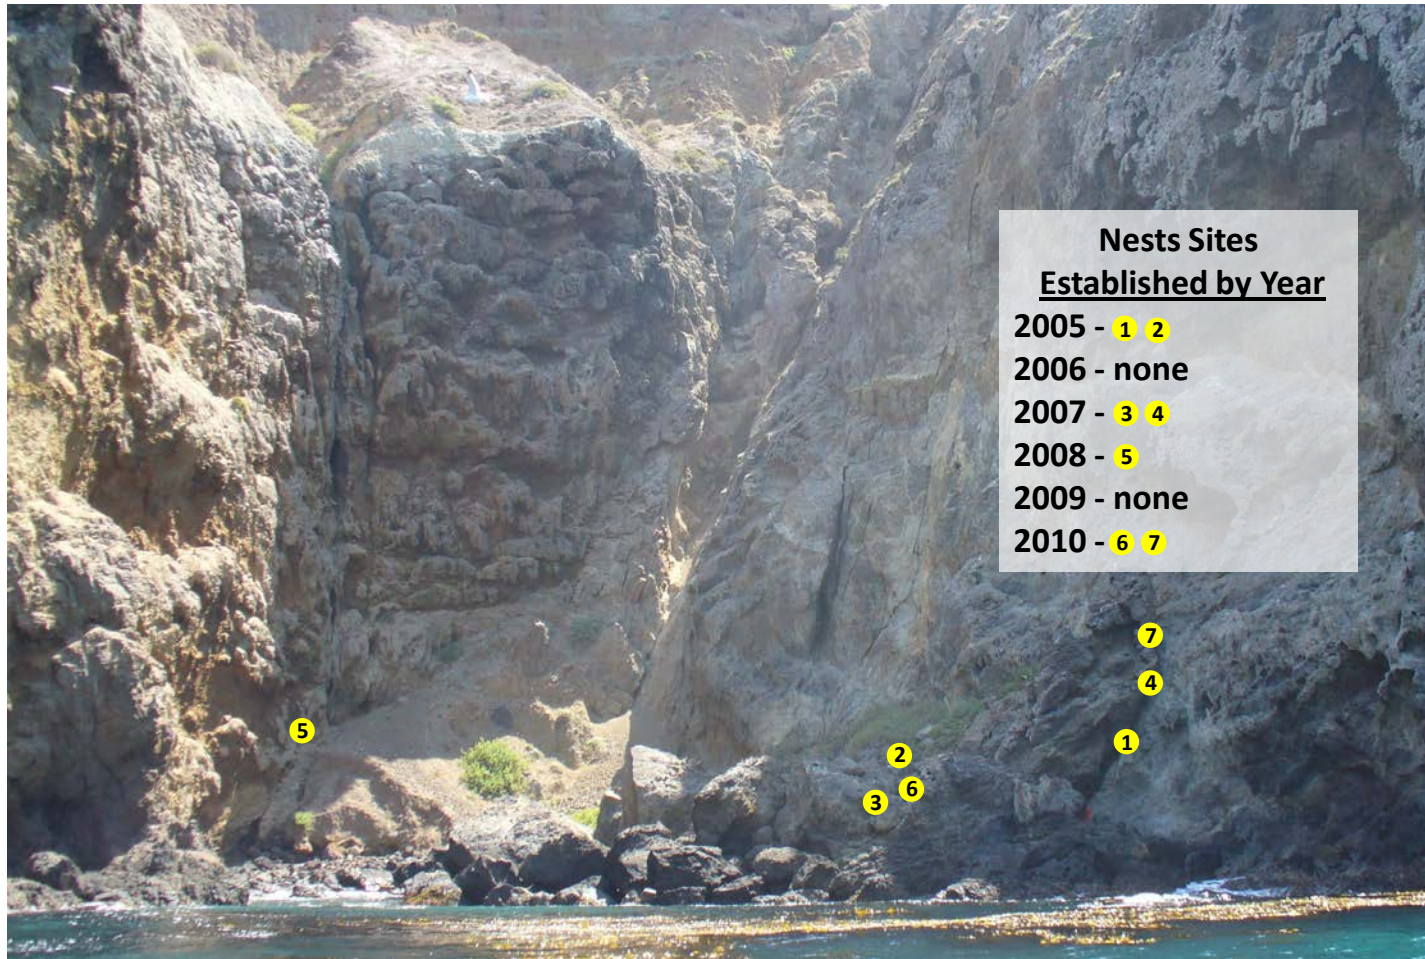 Nests Sites
Established by Year
2005 - 1 2
2006 - none
2007 - 3 4
2008 - 5
2009 - none
2010 - 6 7
7
4
5
1
2
6
3